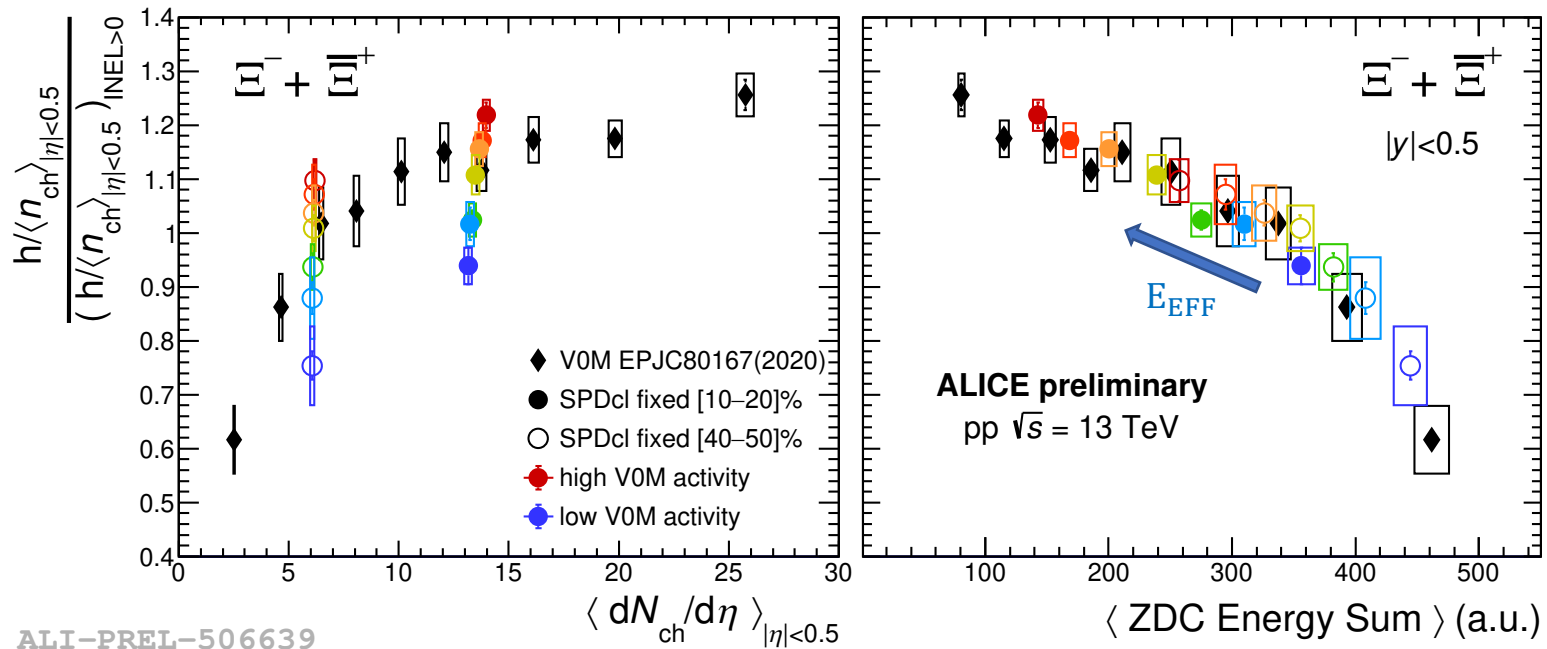 h/⟨n_ch⟩_|η|<0.5
( h/⟨n_ch⟩_|η|<0.5 )_INEL>0
1.4
1.3
1.2
1.1
1
0.9
0.8
0.7
0.6
0.5
0.4
Ξ⁻ + Ξ̅⁺
V0M EPJC80167(2020)
SPDcl fixed [10–20]%
SPDcl fixed [40–50]%
high V0M activity
low V0M activity
0 5 10 15 20 25 30
⟨ dN_ch/dη ⟩_|η|<0.5
Ξ⁻ + Ξ̅⁺
|y|<0.5
E_EFF
ALICE preliminary
pp √s = 13 TeV
100 200 300 400 500
⟨ ZDC Energy Sum ⟩ (a.u.)
ALI−PREL−506639